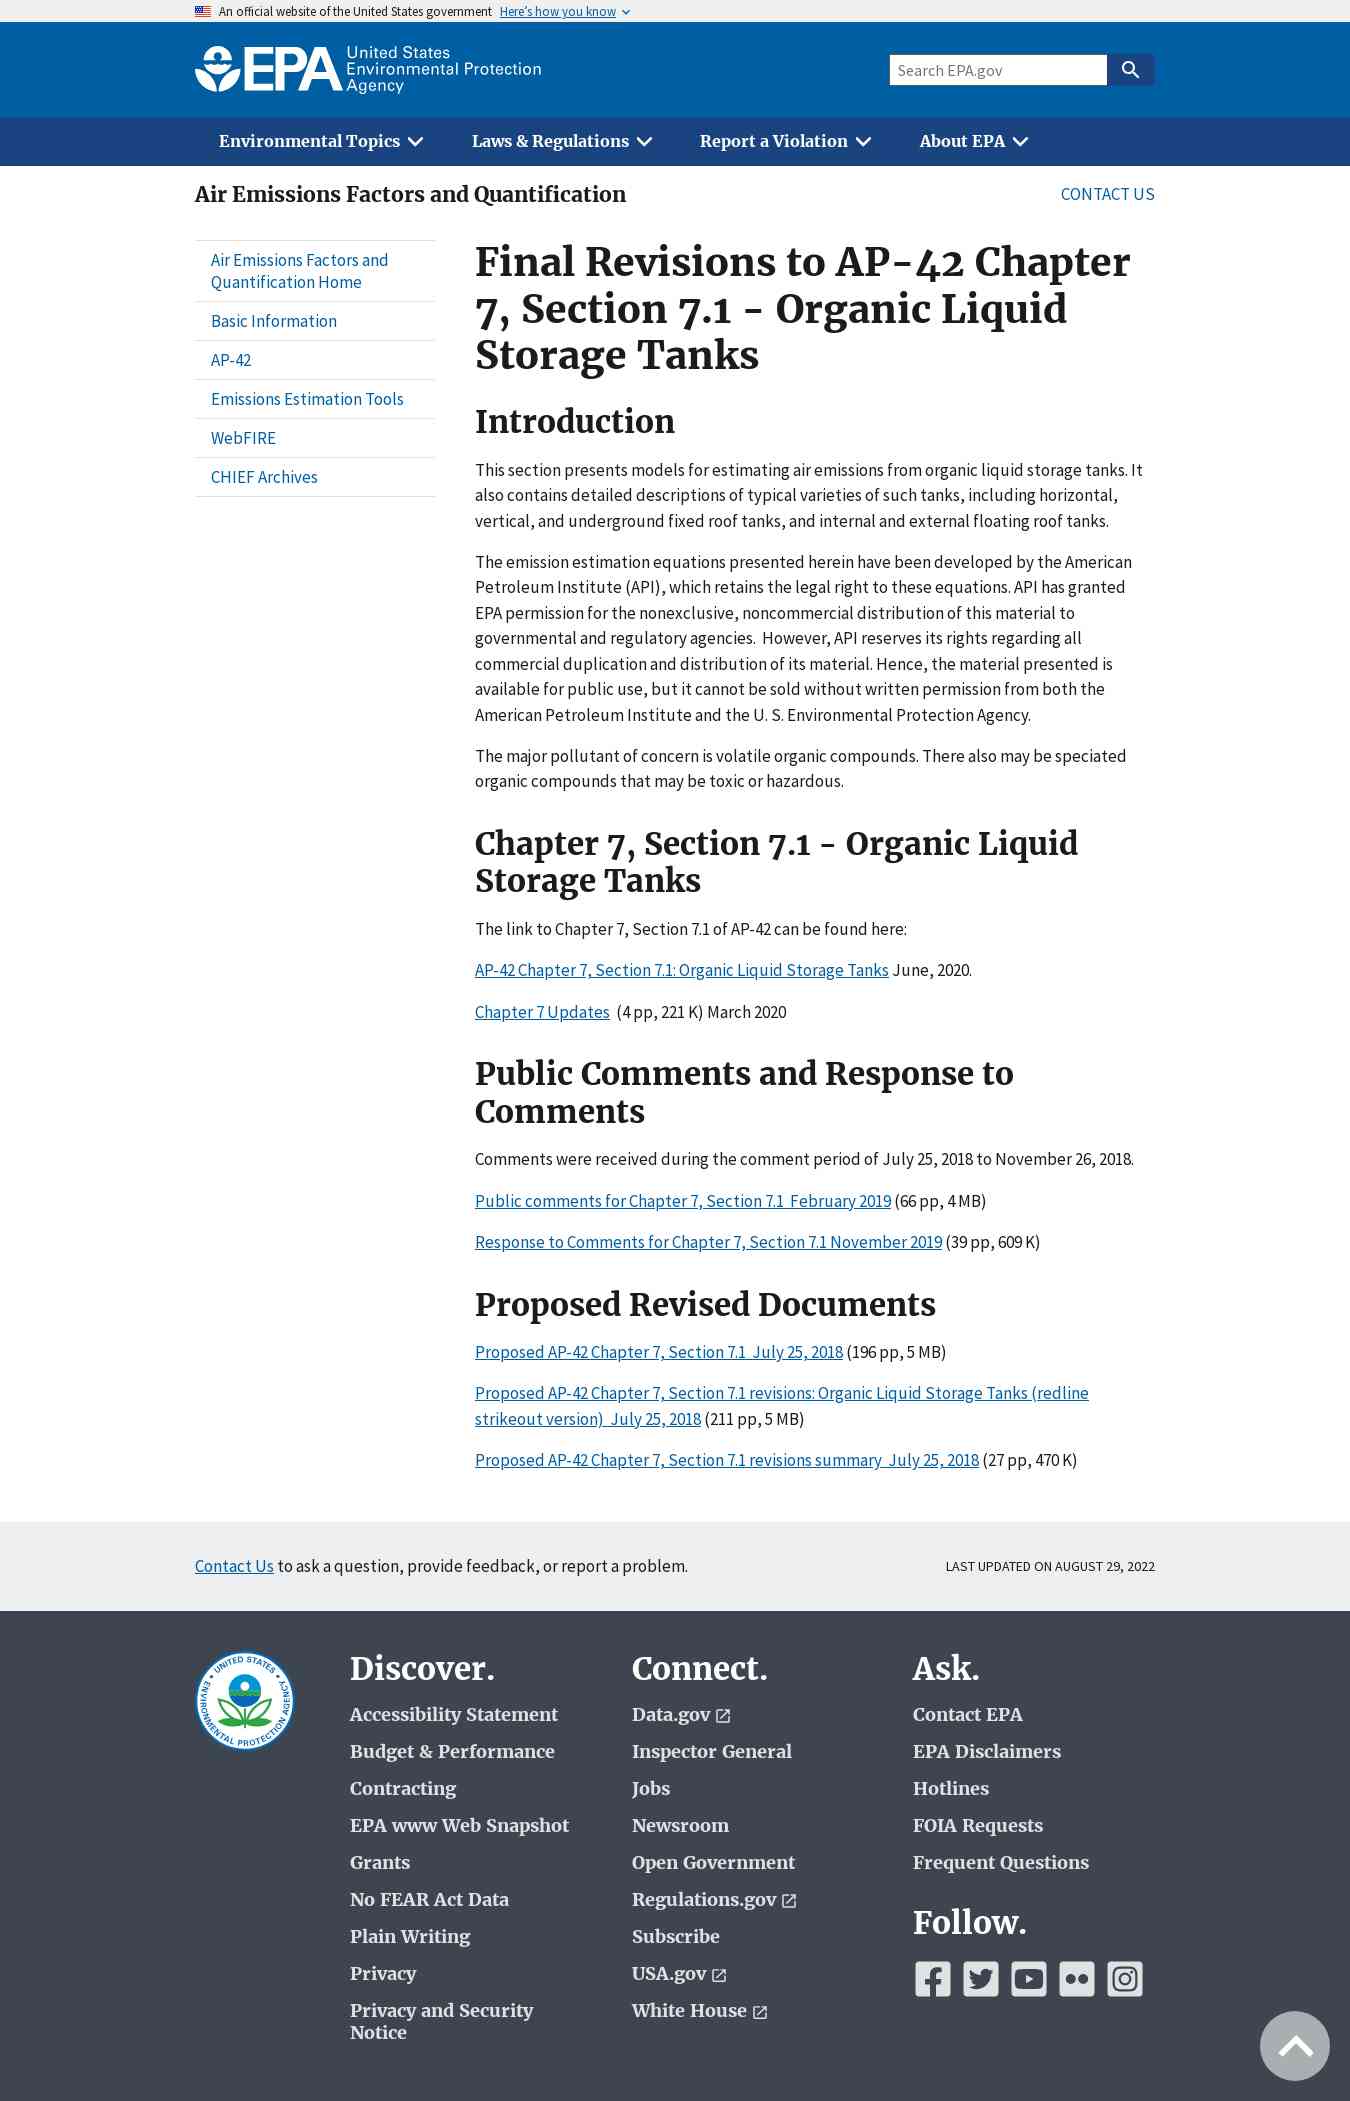 An official website of the United States government Here's how you know
EPA United States
Environmental Protection
Agency
Search EPA.gov
Environmental Topics
Laws & Regulations
Report a Violation
About EPA
Air Emissions Factors and Quantification
CONTACT US
Air Emissions Factors and
Quantification Home
Basic Information
AP-42
Emissions Estimation Tools
WebFIRE
CHIEF Archives
Final Revisions to AP-42 Chapter
7, Section 7.1 - Organic Liquid
Storage Tanks
Introduction
This section presents models for estimating air emissions from organic liquid storage tanks. It
also contains detailed descriptions of typical varieties of such tanks, including horizontal,
vertical, and underground fixed roof tanks, and internal and external floating roof tanks.
The emission estimation equations presented herein have been developed by the American
Petroleum Institute (API), which retains the legal right to these equations. API has granted
EPA permission for the nonexclusive, noncommercial distribution of this material to
governmental and regulatory agencies.  However, API reserves its rights regarding all
commercial duplication and distribution of its material. Hence, the material presented is
available for public use, but it cannot be sold without written permission from both the
American Petroleum Institute and the U. S. Environmental Protection Agency.
The major pollutant of concern is volatile organic compounds. There also may be speciated
organic compounds that may be toxic or hazardous.
Chapter 7, Section 7.1 - Organic Liquid
Storage Tanks
The link to Chapter 7, Section 7.1 of AP-42 can be found here:
AP-42 Chapter 7, Section 7.1: Organic Liquid Storage Tanks June, 2020.
Chapter 7 Updates  (4 pp, 221 K) March 2020
Public Comments and Response to
Comments
Comments were received during the comment period of July 25, 2018 to November 26, 2018.
Public comments for Chapter 7, Section 7.1  February 2019 (66 pp, 4 MB)
Response to Comments for Chapter 7, Section 7.1 November 2019 (39 pp, 609 K)
Proposed Revised Documents
Proposed AP-42 Chapter 7, Section 7.1  July 25, 2018 (196 pp, 5 MB)
Proposed AP-42 Chapter 7, Section 7.1 revisions: Organic Liquid Storage Tanks (redline
strikeout version)  July 25, 2018 (211 pp, 5 MB)
Proposed AP-42 Chapter 7, Section 7.1 revisions summary  July 25, 2018 (27 pp, 470 K)
Contact Us to ask a question, provide feedback, or report a problem.
LAST UPDATED ON AUGUST 29, 2022
UNITED STATES
ENVIRONMENTAL PROTECTION AGENCY
Discover.
Accessibility Statement
Budget & Performance
Contracting
EPA www Web Snapshot
Grants
No FEAR Act Data
Plain Writing
Privacy
Privacy and Security
Notice
Connect.
Data.gov
Inspector General
Jobs
Newsroom
Open Government
Regulations.gov
Subscribe
USA.gov
White House
Ask.
Contact EPA
EPA Disclaimers
Hotlines
FOIA Requests
Frequent Questions
Follow.